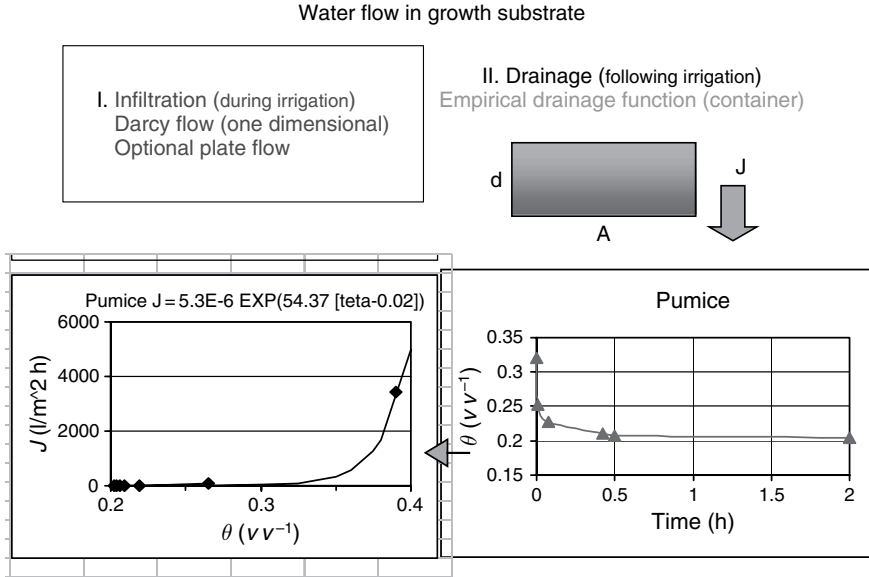 Water flow in growth substrate
I. Infiltration (during irrigation)
Darcy flow (one dimensional)
Optional plate flow
II. Drainage (following irrigation)
Empirical drainage function (container)
d
J
A
Pumice J = 5.3E-6 EXP(54.37 [teta-0.02])
J (l/m^2 h)
6000
4000
2000
0
0.2
0.3
0.4
θ (v v⁻¹)
Pumice
θ (v v⁻¹)
0.35
0.3
0.25
0.2
0.15
0
0.5
1
1.5
2
Time (h)